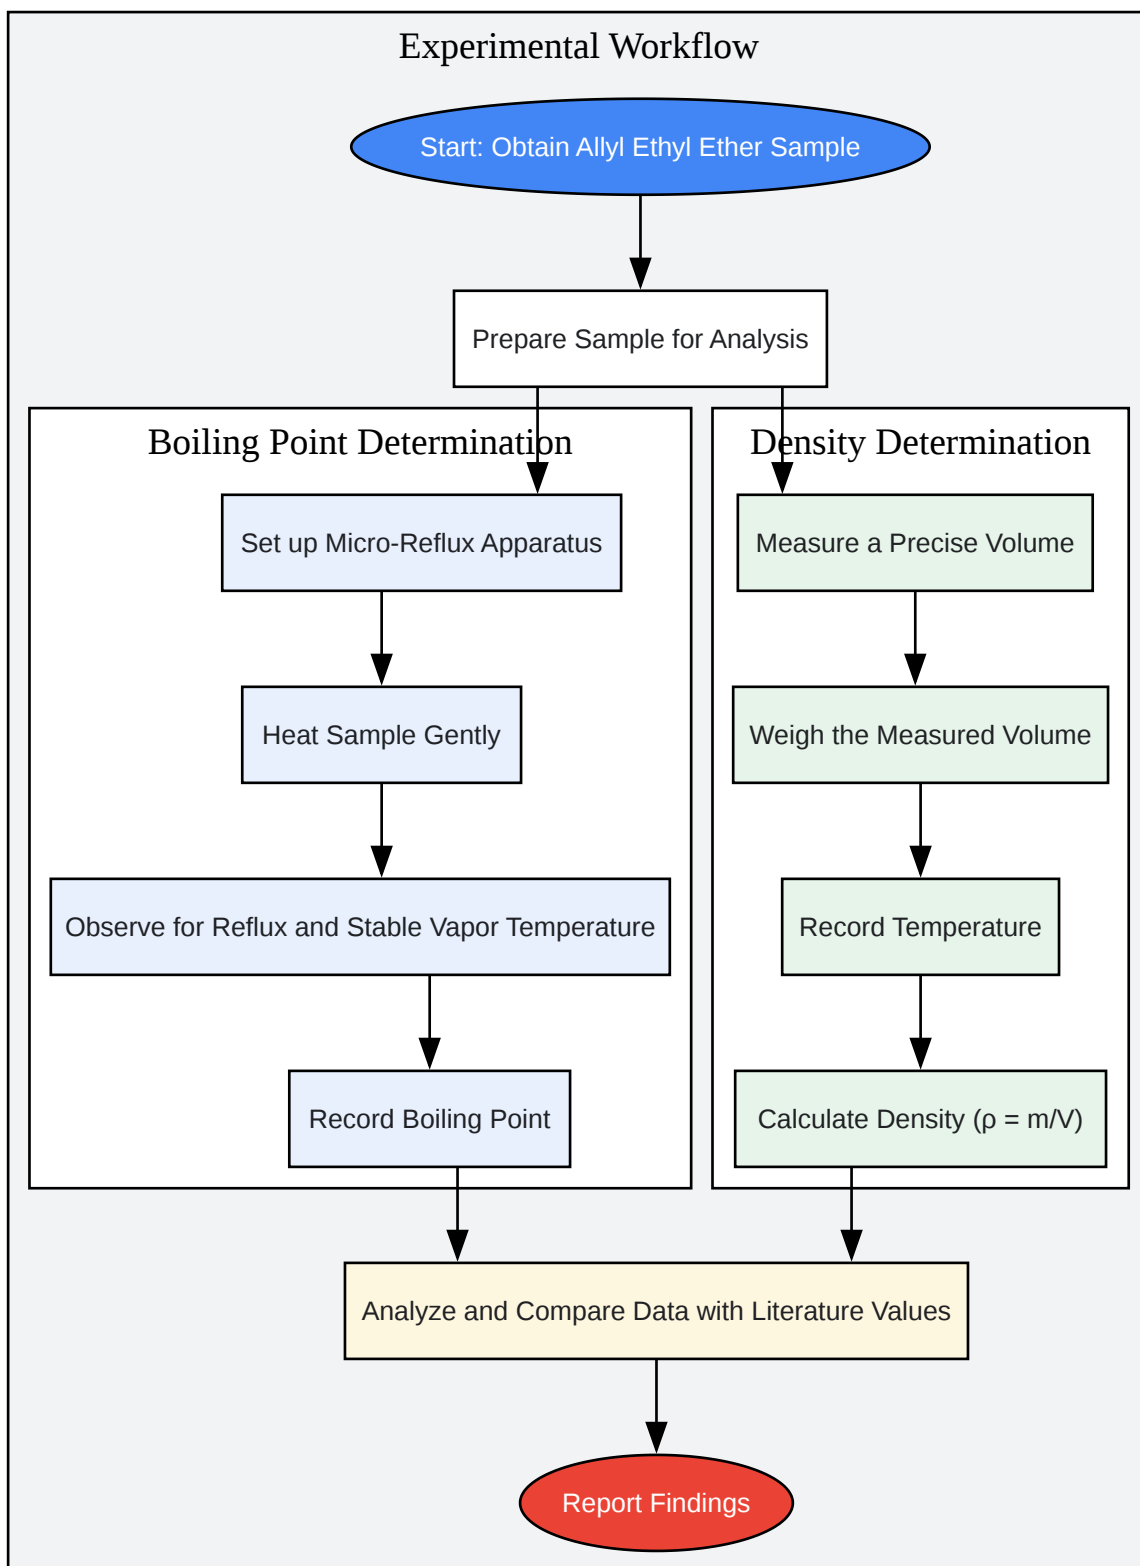 Experimental Workflow
Start: Obtain Allyl Ethyl Ether Sample
Prepare Sample for Analysis
Boiling Point Determination
Set up Micro-Reflux Apparatus
Heat Sample Gently
Observe for Reflux and Stable Vapor Temperature
Record Boiling Point
Density Determination
Measure a Precise Volume
Weigh the Measured Volume
Record Temperature
Calculate Density (ρ = m/V)
Analyze and Compare Data with Literature Values
Report Findings